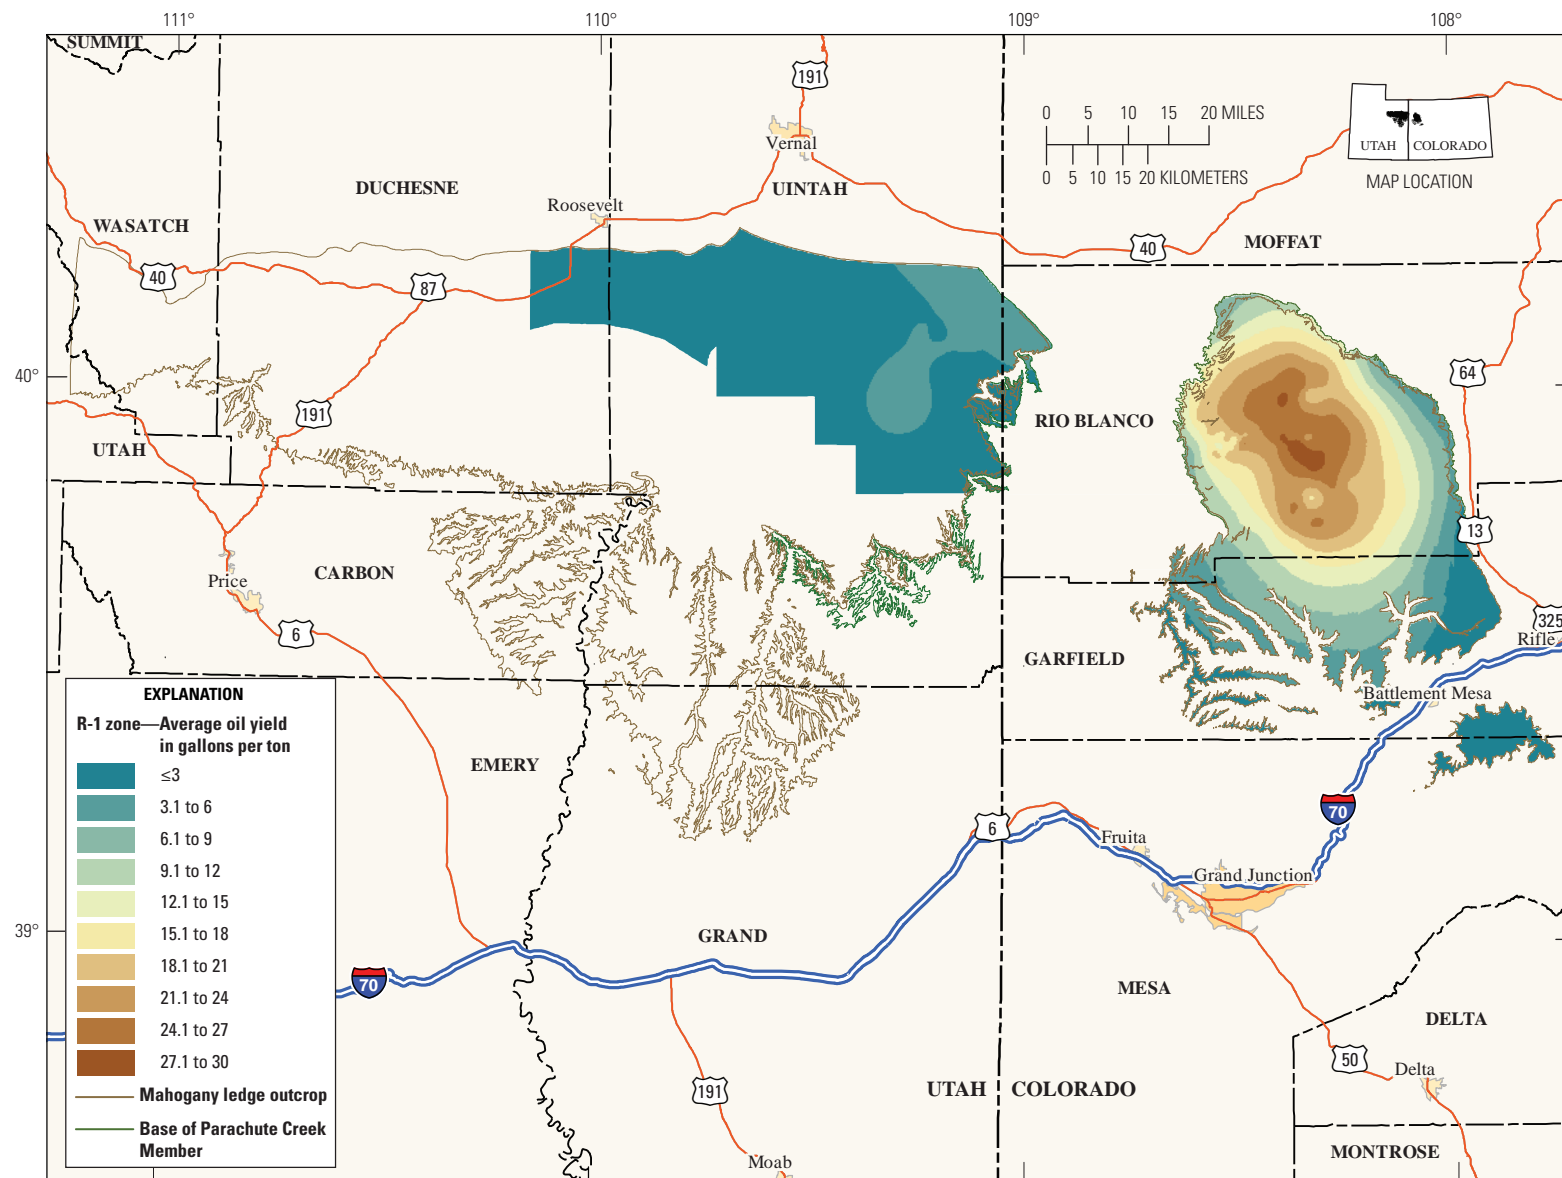 111°
110°
109°
108°
SUMMIT
191
Vernal
0 5 10 15 20 MILES
0 5 10 15 20 KILOMETERS
UTAH
COLORADO
MAP LOCATION
DUCHESNE
UINTAH
Roosevelt
WASATCH
40
87
40
MOFFAT
40°
64
191
UTAH
RIO BLANCO
13
Price
CARBON
6
325
Rifle
GARFIELD
Battlement Mesa
EMERY
70
6
Fruita
Grand Junction
39°
GRAND
70
MESA
DELTA
50
Delta
191
UTAH
COLORADO
MONTROSE
Moab
EXPLANATION
R-1 zone—Average oil yield
in gallons per ton
≤3
3.1 to 6
6.1 to 9
9.1 to 12
12.1 to 15
15.1 to 18
18.1 to 21
21.1 to 24
24.1 to 27
27.1 to 30
Mahogany ledge outcrop
Base of Parachute Creek
Member